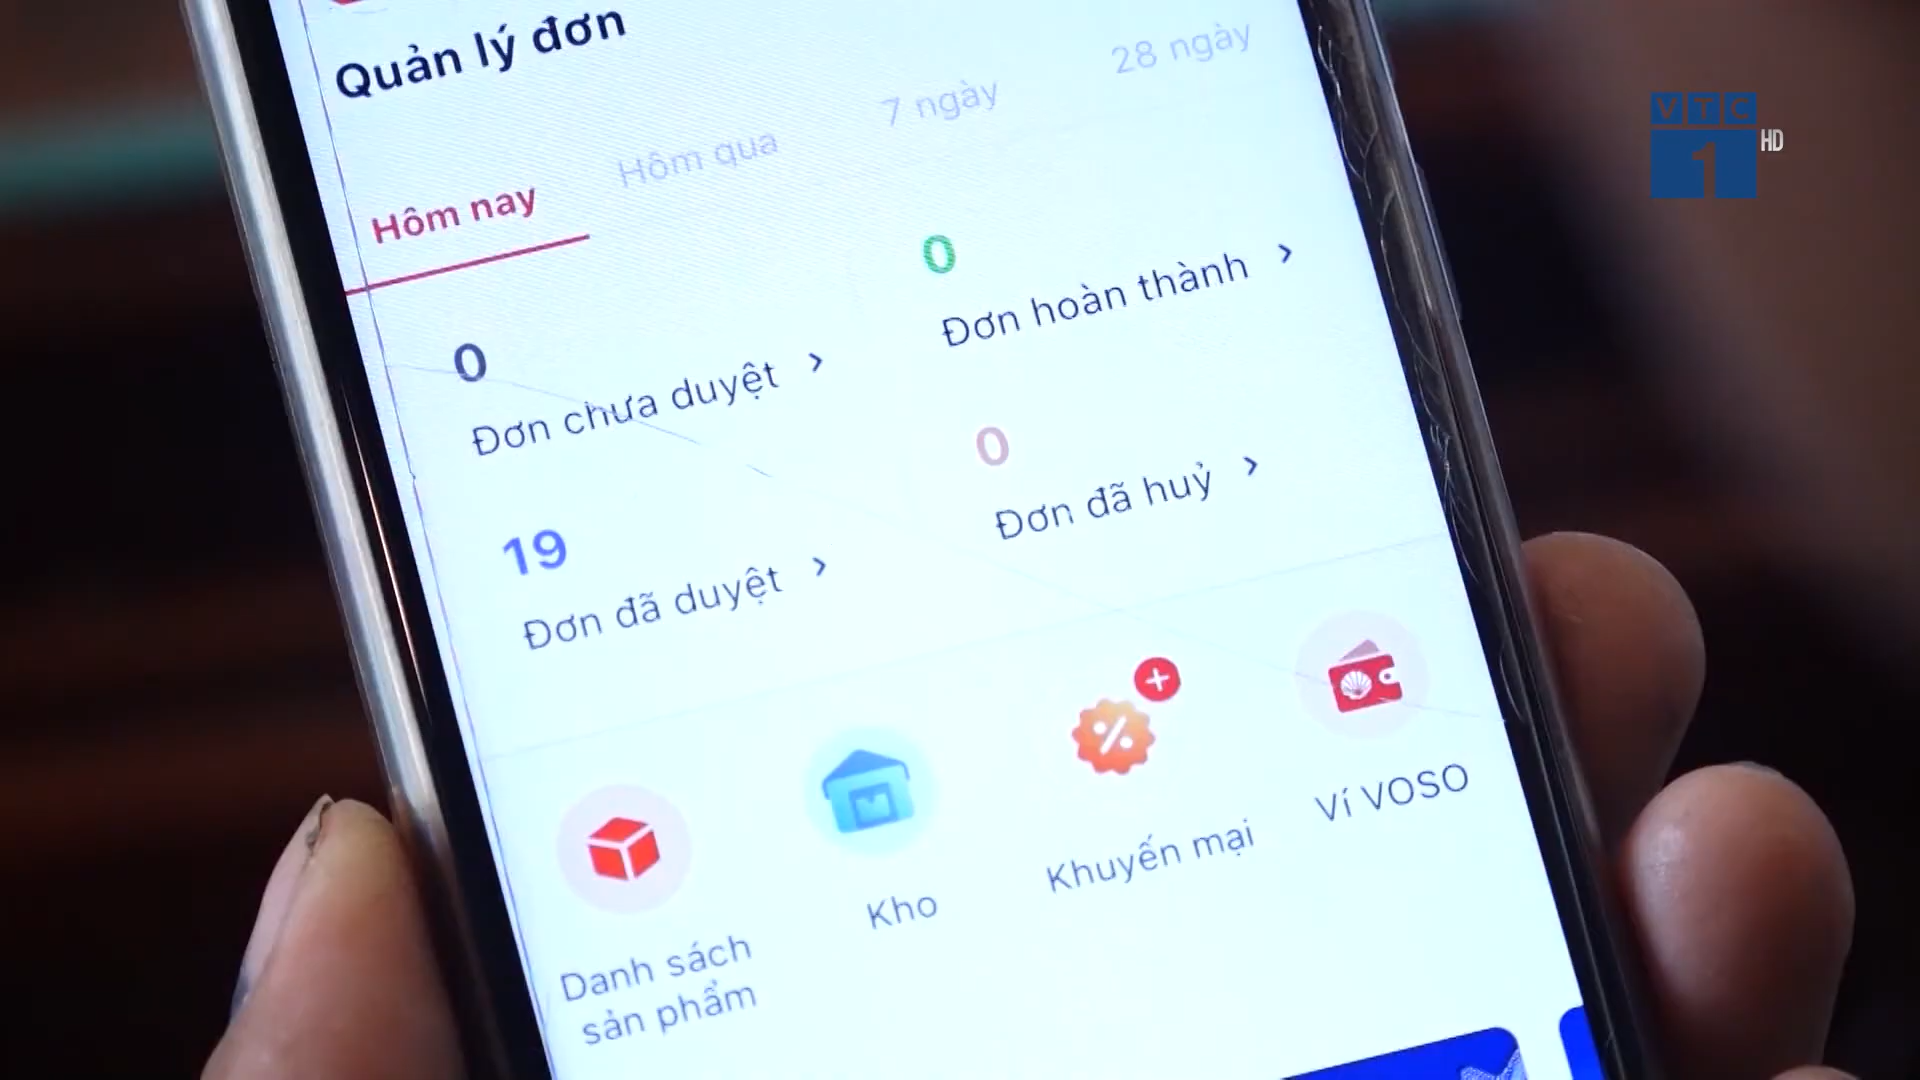 Quản lý đơn
Hôm nay
Hôm qua
7 ngày
28 ngày
0
Đơn chưa duyệt
0
Đơn hoàn thành
19
Đơn đã duyệt
0
Đơn đã huỷ
Danh sách
sản phẩm
Kho
Khuyến mại
Ví VOSO
VTC
1
HD